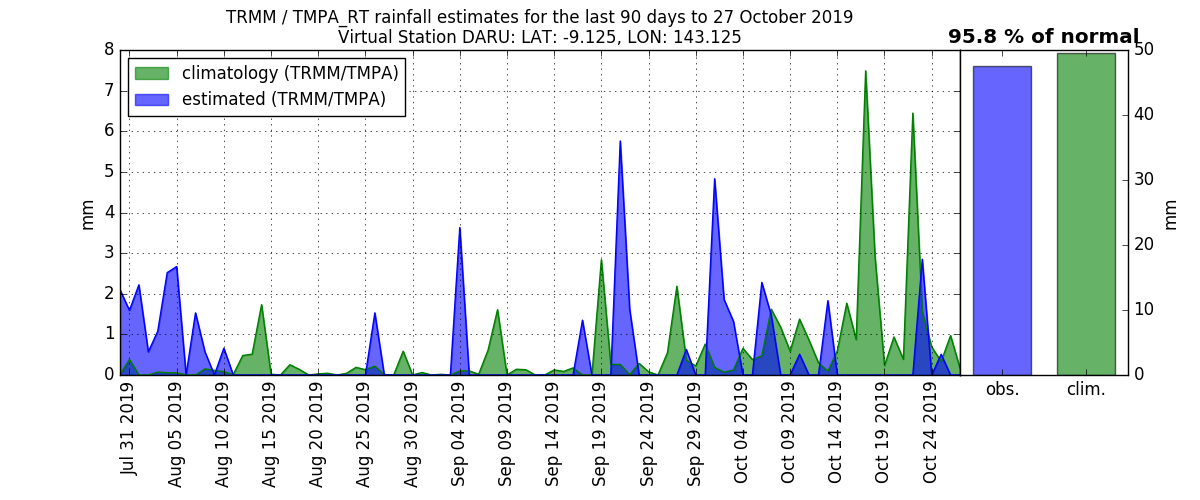 TRMM / TMPA_RT rainfall estimates for the last 90 days to 27 October 2019
Virtual Station DARU: LAT: -9.125, LON: 143.125
95.8 % of normal
climatology (TRMM/TMPA)
estimated (TRMM/TMPA)
8
7
6
5
4
3
2
1
0
mm
Jul 31 2019
Aug 05 2019
Aug 10 2019
Aug 15 2019
Aug 20 2019
Aug 25 2019
Aug 30 2019
Sep 04 2019
Sep 09 2019
Sep 14 2019
Sep 19 2019
Sep 24 2019
Sep 29 2019
Oct 04 2019
Oct 09 2019
Oct 14 2019
Oct 19 2019
Oct 24 2019
obs.
clim.
50
40
30
20
10
0
mm